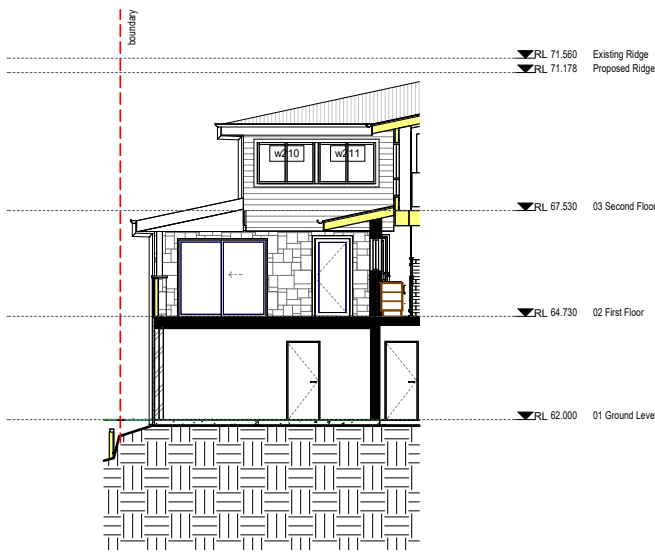 boundary
RL 71.560 Existing Ridge
RL 71.178 Proposed Ridge
w210 w211
RL 67.530 03 Second Floor
RL 64.730 02 First Floor
RL 62.000 01 Ground Leve